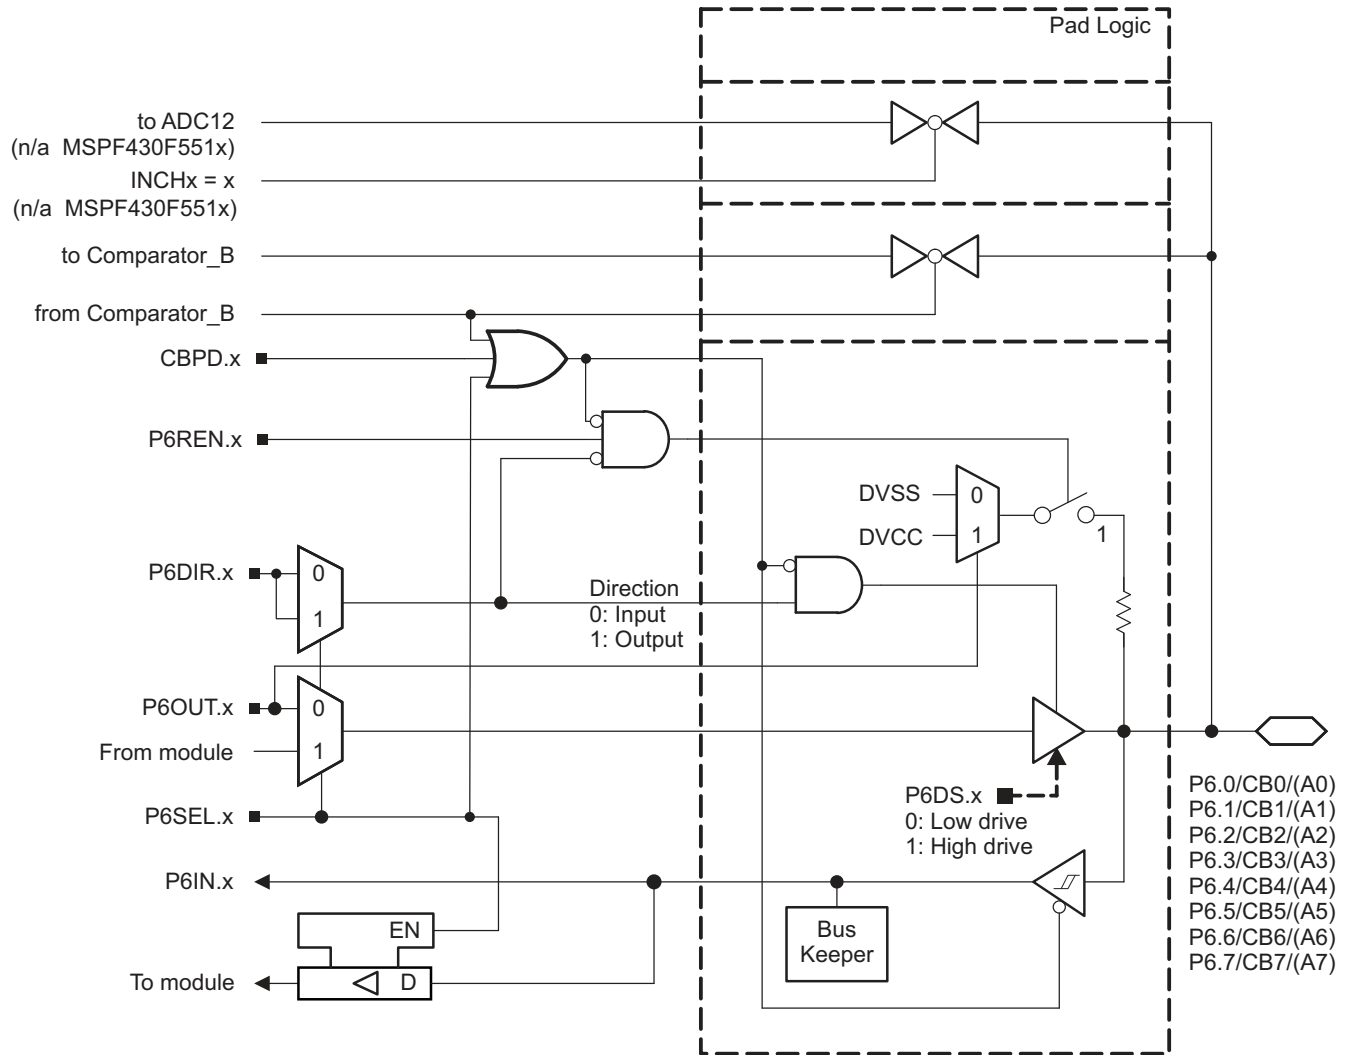 Pad Logic
to ADC12
(n/a MSPF430F551x)
INCHx = x
(n/a MSPF430F551x)
to Comparator_B
from Comparator_B
CBPD.x
P6REN.x
DVSS
0
DVCC
1
1
P6DIR.x
0
1
Direction
0: Input
1: Output
P6OUT.x
0
From module
1
P6SEL.x
P6DS.x
0: Low drive
1: High drive
P6.0/CB0/(A0)
P6.1/CB1/(A1)
P6.2/CB2/(A2)
P6.3/CB3/(A3)
P6.4/CB4/(A4)
P6.5/CB5/(A5)
P6.6/CB6/(A6)
P6.7/CB7/(A7)
P6IN.x
EN
Bus
Keeper
To module
D